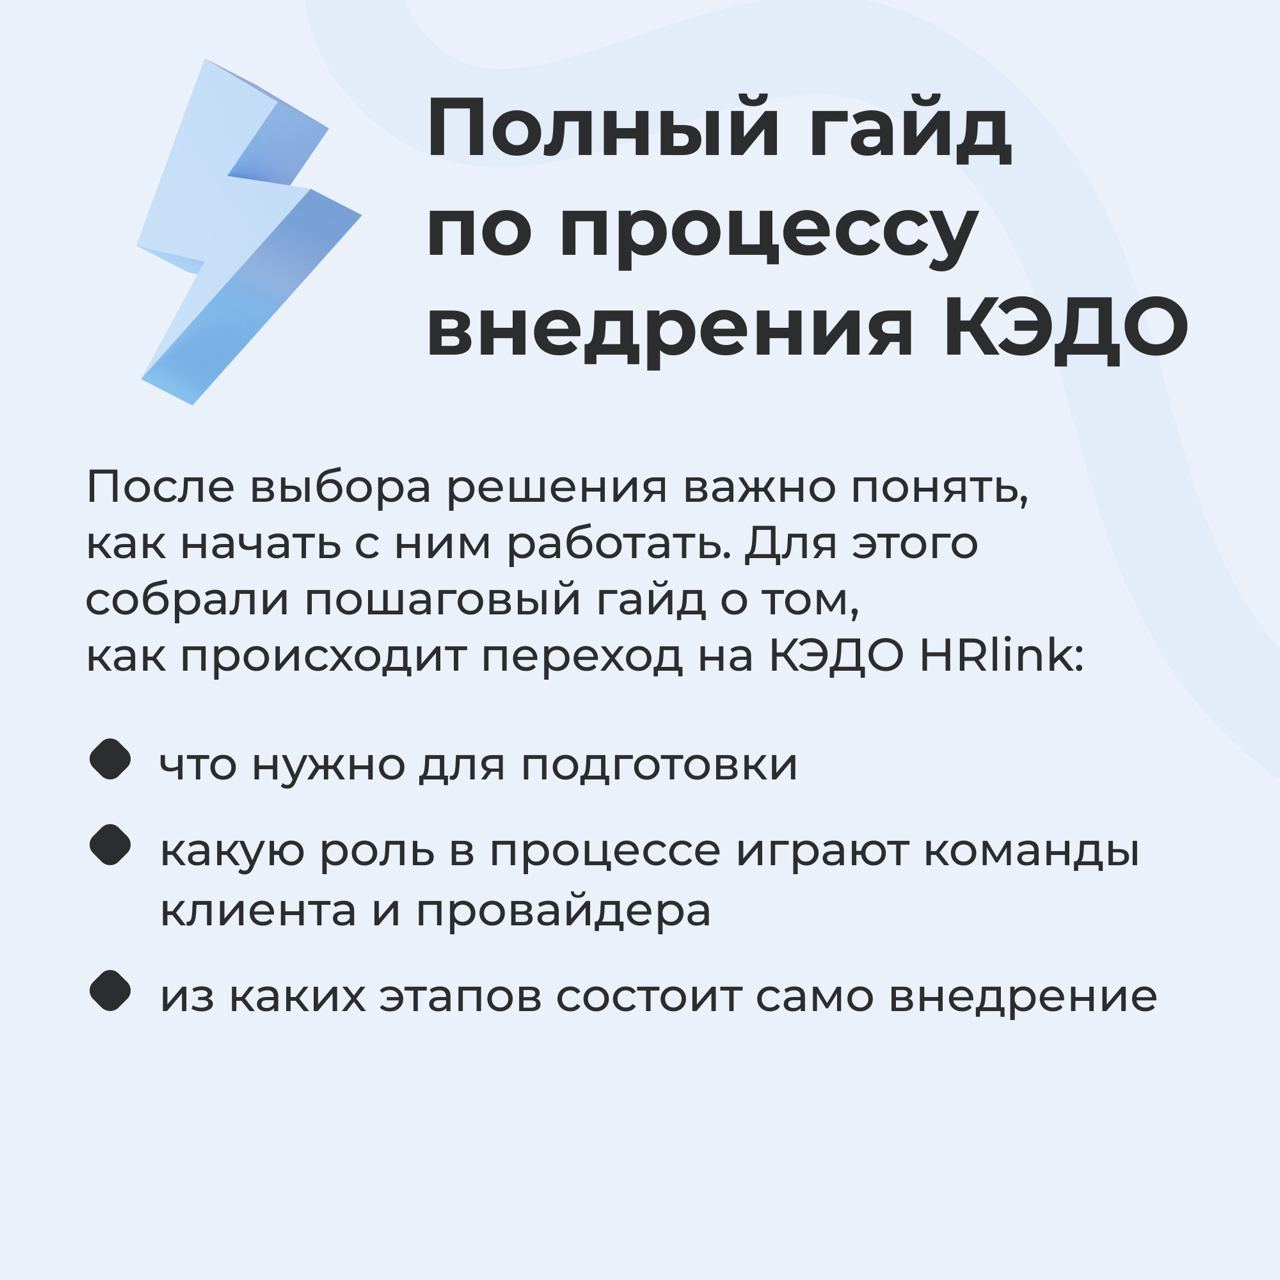 Полный гайд
по процессу
внедрения КЭДО
После выбора решения важно понять,
как начать с ним работать. Для этого
собрали пошаговый гайд о том,
как происходит переход на КЭДО HRlink:
что нужно для подготовки
какую роль в процессе играют команды
клиента и провайдера
из каких этапов состоит само внедрение